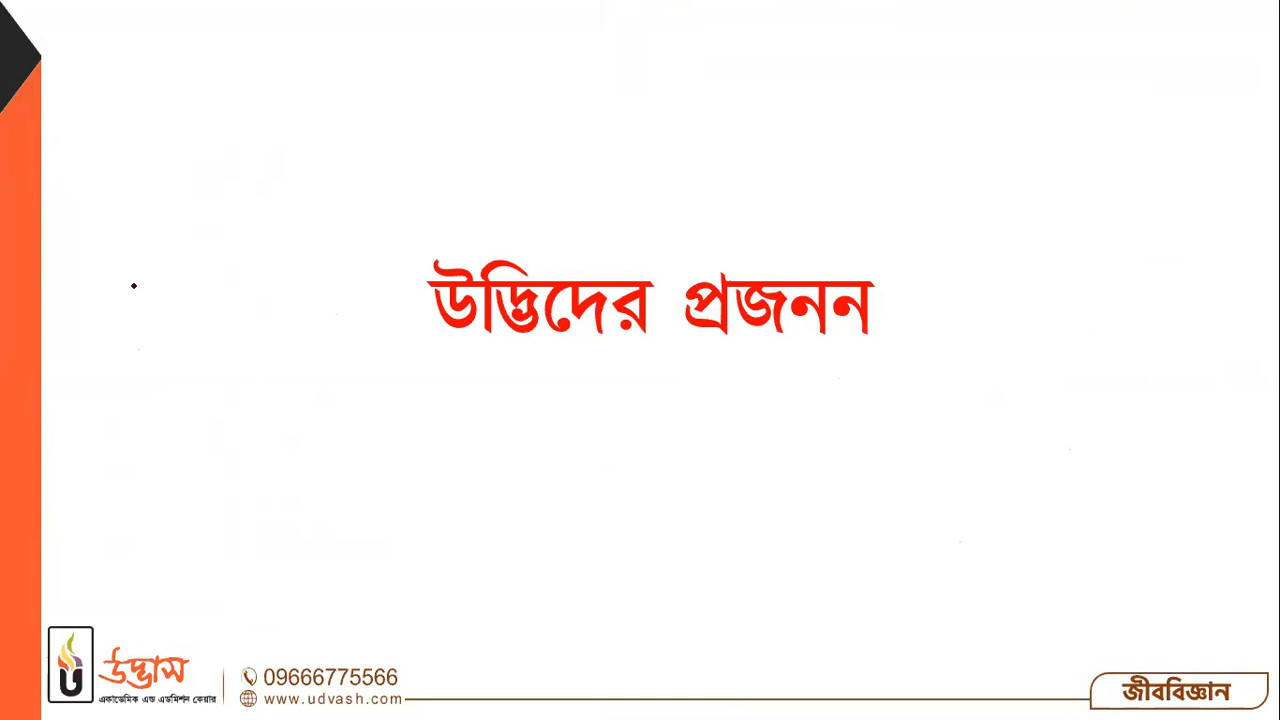 উদ্ভিদের প্রজনন
উদ্ভাস
একাডেমিক এন্ড এডমিশন কেয়ার
09666775566
www.udvash.com
জীববিজ্ঞান